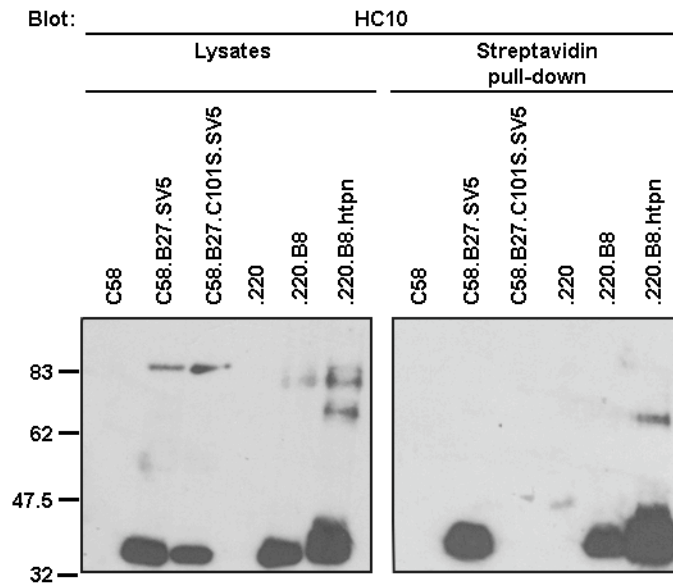 Blot:
HC10
Lysates
Streptavidin
pull-down
C58
C58.B27.SV5
C58.B27.C101S.SV5
.220
.220.B8
.220.B8.htpn
C58
C58.B27.SV5
C58.B27.C101S.SV5
.220
.220.B8
.220.B8.htpn
83
62
47.5
32